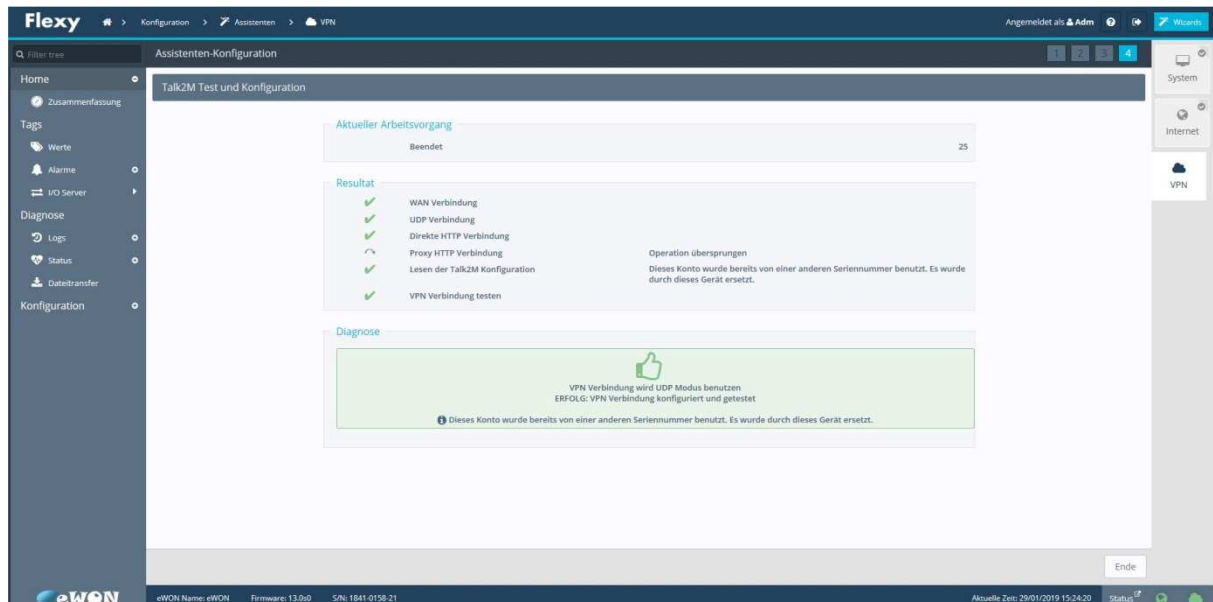 Flexy
Konfiguration > Assistenten > VPN
Angemeldet als Adm
Wizards
Filter tree
Assistenten-Konfiguration
1 2 3 4
Home
Zusammenfassung
Tags
Werte
Alarme
I/O Server
Diagnose
Logs
Status
Dateitransfer
Konfiguration
Talk2M Test und Konfiguration
Aktueller Arbeitsvorgang
Beendet 25
Resultat
WAN Verbindung
UDP Verbindung
Direkte HTTP Verbindung
Proxy HTTP Verbindung Operation übersprungen
Lesen der Talk2M Konfiguration Dieses Konto wurde bereits von einer anderen Seriennummer benutzt. Es wurde
durch dieses Gerät ersetzt.
VPN Verbindung testen
Diagnose
VPN Verbindung wird UDP Modus benutzen
ERFOLG: VPN Verbindung konfiguriert und getestet
Dieses Konto wurde bereits von einer anderen Seriennummer benutzt. Es wurde durch dieses Gerät ersetzt.
System
Internet
VPN
Ende
eWON
eWON Name: eWON Firmware: 13.0s0 S/N: 1841-0158-21
Aktuelle Zeit: 29/01/2019 15:24:20 Status